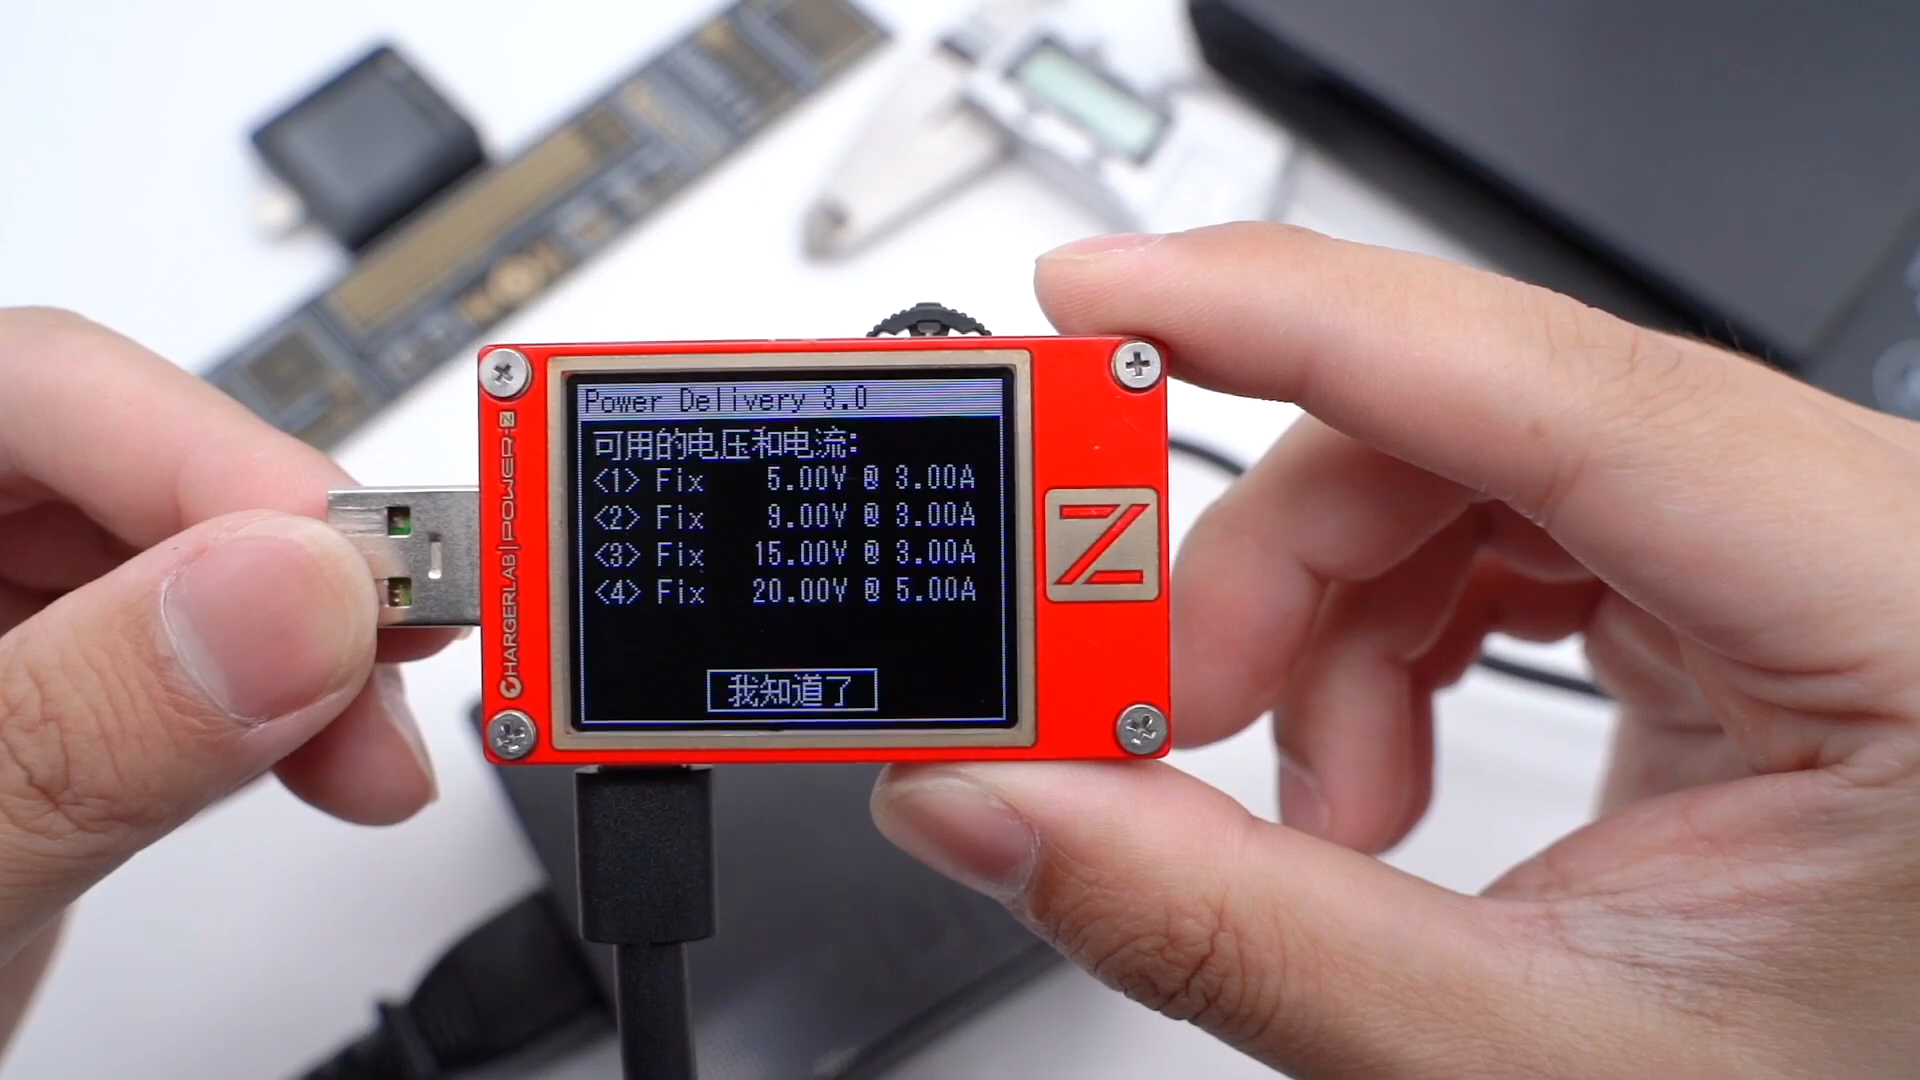 CHARGERLAB | POWER-Z
Power Delivery 3.0
可用的电压和电流:
<1> Fix 5.00V @ 3.00A
<2> Fix 9.00V @ 3.00A
<3> Fix 15.00V @ 3.00A
<4> Fix 20.00V @ 5.00A
我知道了
Z